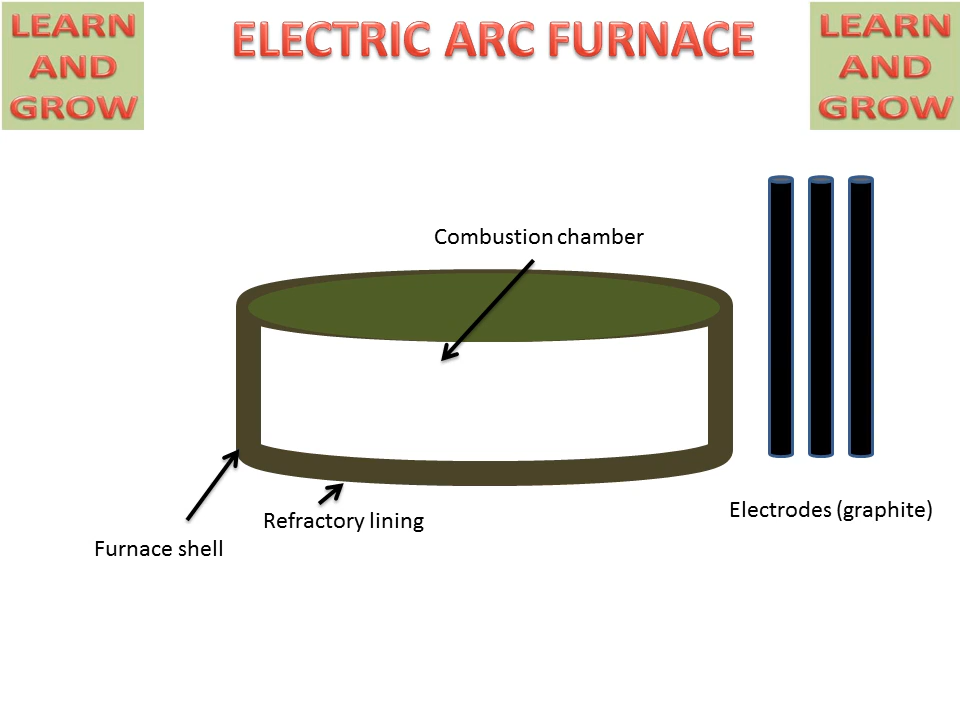 LEARN
AND
GROW
ELECTRIC ARC FURNACE
LEARN
AND
GROW
Combustion chamber
Electrodes (graphite)
Refractory lining
Furnace shell